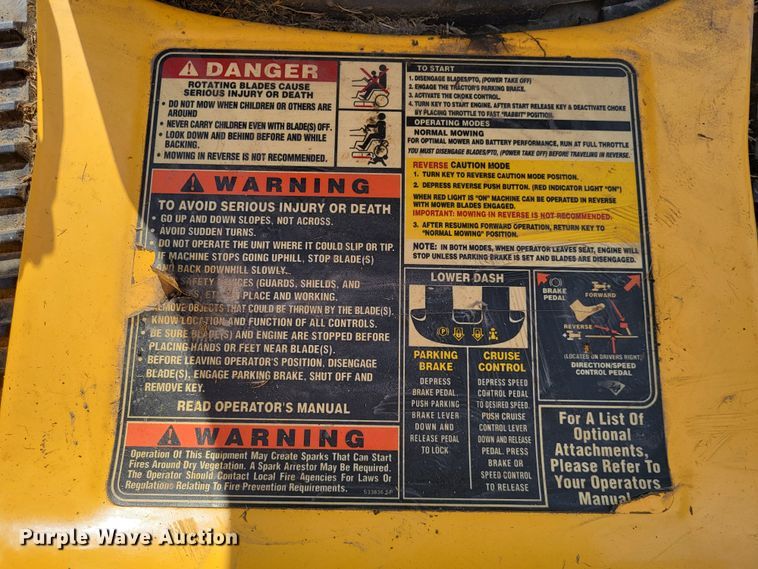 DANGER
ROTATING BLADES CAUSE
SERIOUS INJURY OR DEATH
• DO NOT MOW WHEN CHILDREN OR OTHERS ARE
AROUND
• NEVER CARRY CHILDREN EVEN WITH BLADE(S) OFF.
• LOOK DOWN AND BEHIND BEFORE AND WHILE
BACKING.
• MOWING IN REVERSE IS NOT RECOMMENDED.
WARNING
TO AVOID SERIOUS INJURY OR DEATH
• GO UP AND DOWN SLOPES, NOT ACROSS.
• AVOID SUDDEN TURNS.
DO NOT OPERATE THE UNIT WHERE IT COULD SLIP OR TIP.
IF MACHINE STOPS GOING UPHILL, STOP BLADE(S)
AND BACK DOWNHILL SLOWLY.
SAFETY (GUARDS, SHIELDS, AND
IN PLACE AND WORKING.
REMOVE OBJECTS THAT COULD BE THROWN BY THE BLADE(S).
KNOW LOCATION AND FUNCTION OF ALL CONTROLS.
• BE SURE BLADE(S) AND ENGINE ARE STOPPED BEFORE
PLACING HANDS OR FEET NEAR BLADE(S).
• BEFORE LEAVING OPERATOR'S POSITION, DISENGAGE
BLADE(S), ENGAGE PARKING BRAKE, SHUT OFF AND
REMOVE KEY.
READ OPERATOR'S MANUAL
WARNING
Operation Of This Equipment May Create Sparks That Can Start
Fires Around Dry Vegetation. A Spark Arrestor May Be Required.
The Operator Should Contact Local Fire Agencies For Laws Or
Regulations Relating To Fire Prevention Requirements.
TO START
1. DISENGAGE BLADES/PTO, (POWER TAKE OFF)
2. ENGAGE THE TRACTOR'S PARKING BRAKE.
3. ACTIVATE THE CHOKE CONTROL.
4. TURN KEY TO START ENGINE. AFTER START RELEASE KEY & DEACTIVATE CHOKE
BY PLACING THROTTLE TO FAST "RABBIT" POSITION.
OPERATING MODES
NORMAL MOWING
FOR OPTIMAL MOWER AND BATTERY PERFORMANCE, RUN AT FULL THROTTLE
YOU MUST DISENGAGE BLADES/PTO, (POWER TAKE OFF) BEFORE TRAVELING IN REVERSE.
REVERSE CAUTION MODE
1. TURN KEY TO REVERSE CAUTION MODE POSITION.
2. DEPRESS REVERSE PUSH BUTTON. (RED INDICATOR LIGHT "ON")
WHEN RED LIGHT IS "ON" MACHINE CAN BE OPERATED IN REVERSE
WITH MOWER BLADES ENGAGED.
IMPORTANT: MOWING IN REVERSE IS NOT RECOMMENDED.
3. AFTER RESUMING FORWARD OPERATION, RETURN KEY TO
"NORMAL MOWING" POSITION.
NOTE: IN BOTH MODES, WHEN OPERATOR LEAVES SEAT, ENGINE WILL
STOP UNLESS PARKING BRAKE IS SET AND BLADES ARE DISENGAGED.
LOWER DASH
PARKING
BRAKE
DEPRESS
BRAKE PEDAL.
PUSH PARKING
BRAKE LEVER
DOWN AND
RELEASE PEDAL
TO LOCK
CRUISE
CONTROL
DEPRESS SPEED
CONTROL PEDAL
TO DESIRED SPEED.
PUSH CRUISE
CONTROL LEVER
DOWN AND RELEASE
PEDAL. PRESS
BRAKE OR
SPEED CONTROL
TO RELEASE
BRAKE
PEDAL
FORWARD
REVERSE
(LOCATED ON DRIVERS RIGHT)
DIRECTION/SPEED
CONTROL PEDAL
For A List Of
Optional
Attachments,
Please Refer To
Your Operators
Manual
Purple Wave Auction